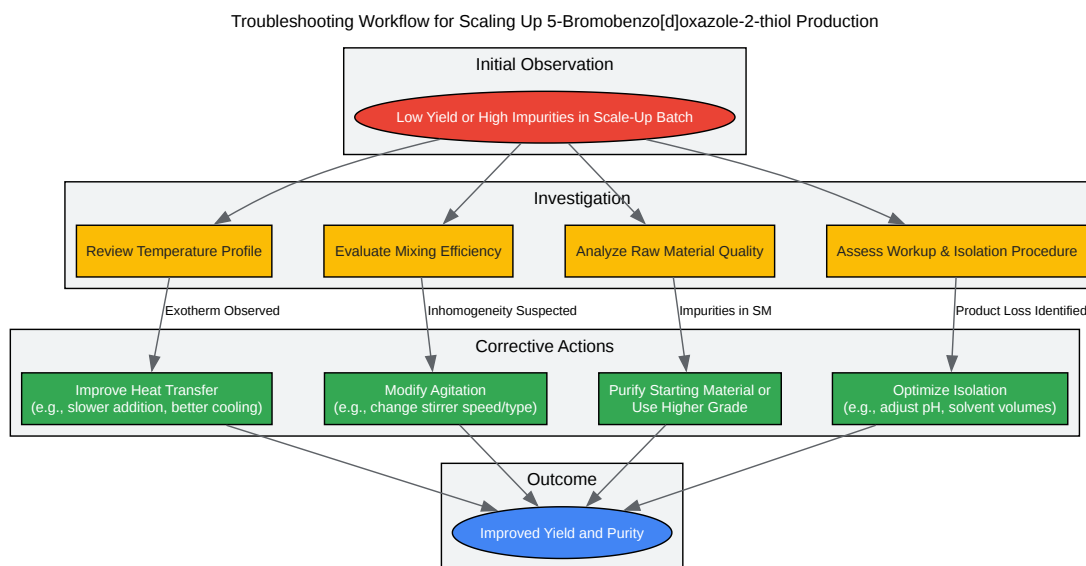 Troubleshooting Workflow for Scaling Up 5-Bromobenzo[d]oxazole-2-thiol Production
Initial Observation
Low Yield or High Impurities in Scale-Up Batch
Investigation
Review Temperature Profile
Evaluate Mixing Efficiency
Analyze Raw Material Quality
Assess Workup & Isolation Procedure
Exotherm Observed
Inhomogeneity Suspected
Impurities in SM
Product Loss Identified
Corrective Actions
Improve Heat Transfer
(e.g., slower addition, better cooling)
Modify Agitation
(e.g., change stirrer speed/type)
Purify Starting Material or
Use Higher Grade
Optimize Isolation
(e.g., adjust pH, solvent volumes)
Outcome
Improved Yield and Purity